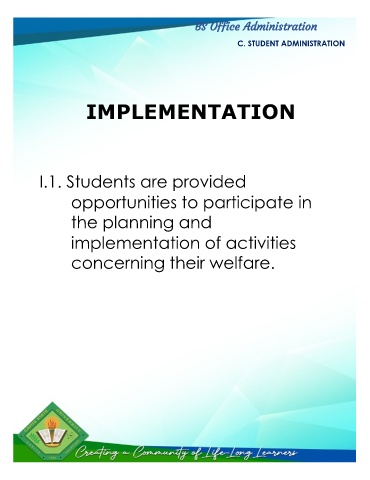 BS Office Administration
C. STUDENT ADMINISTRATION
IMPLEMENTATION
I.1. Students are provided
opportunities to participate in
the planning and
implementation of activities
concerning their welfare.
Creating a Community of Life-Long Learners